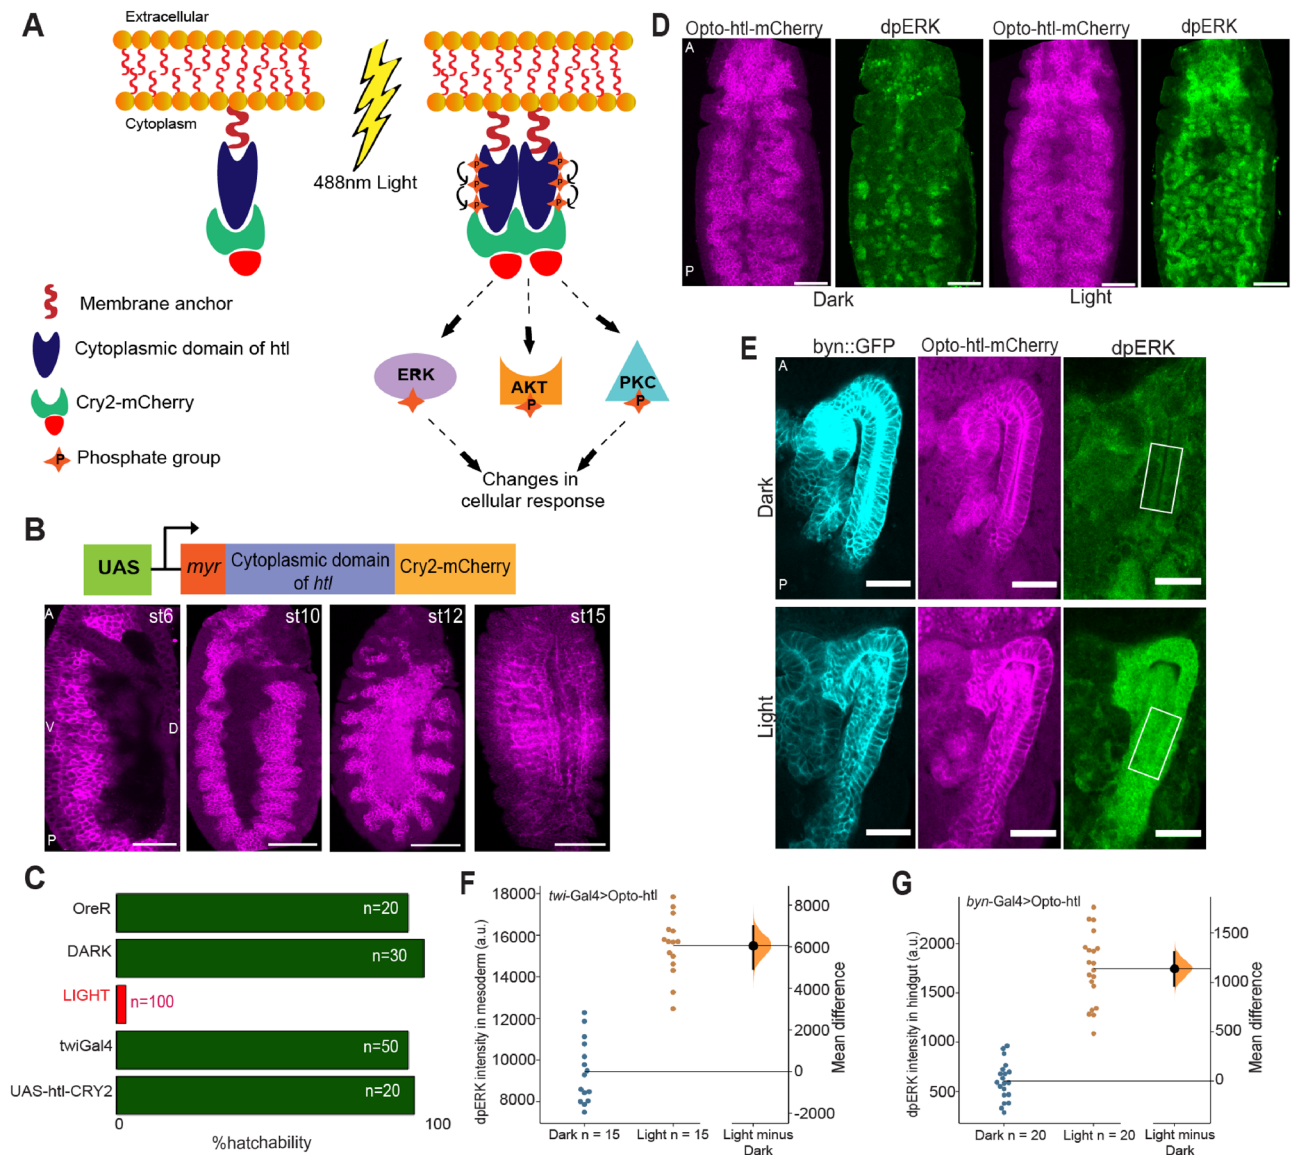 A
Extracellular
Cytoplasm
488nm Light
P P
P P
P P
Membrane anchor
Cytoplasmic domain of htl
Cry2-mCherry
P Phosphate group
ERK
AKT
P
PKC
P
Changes in
cellular response
B
UAS
myr
Cytoplasmic domain
of htl
Cry2-mCherry
A
V
D
P
st6
st10
st12
st15
C
OreR
n=20
DARK
n=30
LIGHT
n=100
twiGal4
n=50
UAS-htl-CRY2
n=20
0
100
%hatchability
D
Opto-htl-mCherry
dpERK
Opto-htl-mCherry
dpERK
A
P
Dark
Light
E
byn::GFP
Opto-htl-mCherry
dpERK
A
P
Dark
Light
F
twi-Gal4>Opto-htl
dpERK intensity in mesoderm (a.u.)
18000
16000
14000
12000
10000
8000
8000
6000
4000
2000
0
-2000
Mean difference
Dark n = 15
Light n = 15
Light minus
Dark
G
byn-Gal4>Opto-htl
dpERK intensity in hindgut (a.u.)
2000
1500
1000
500
1500
1000
500
0
Mean difference
Dark n = 20
Light n = 20
Light minus
Dark